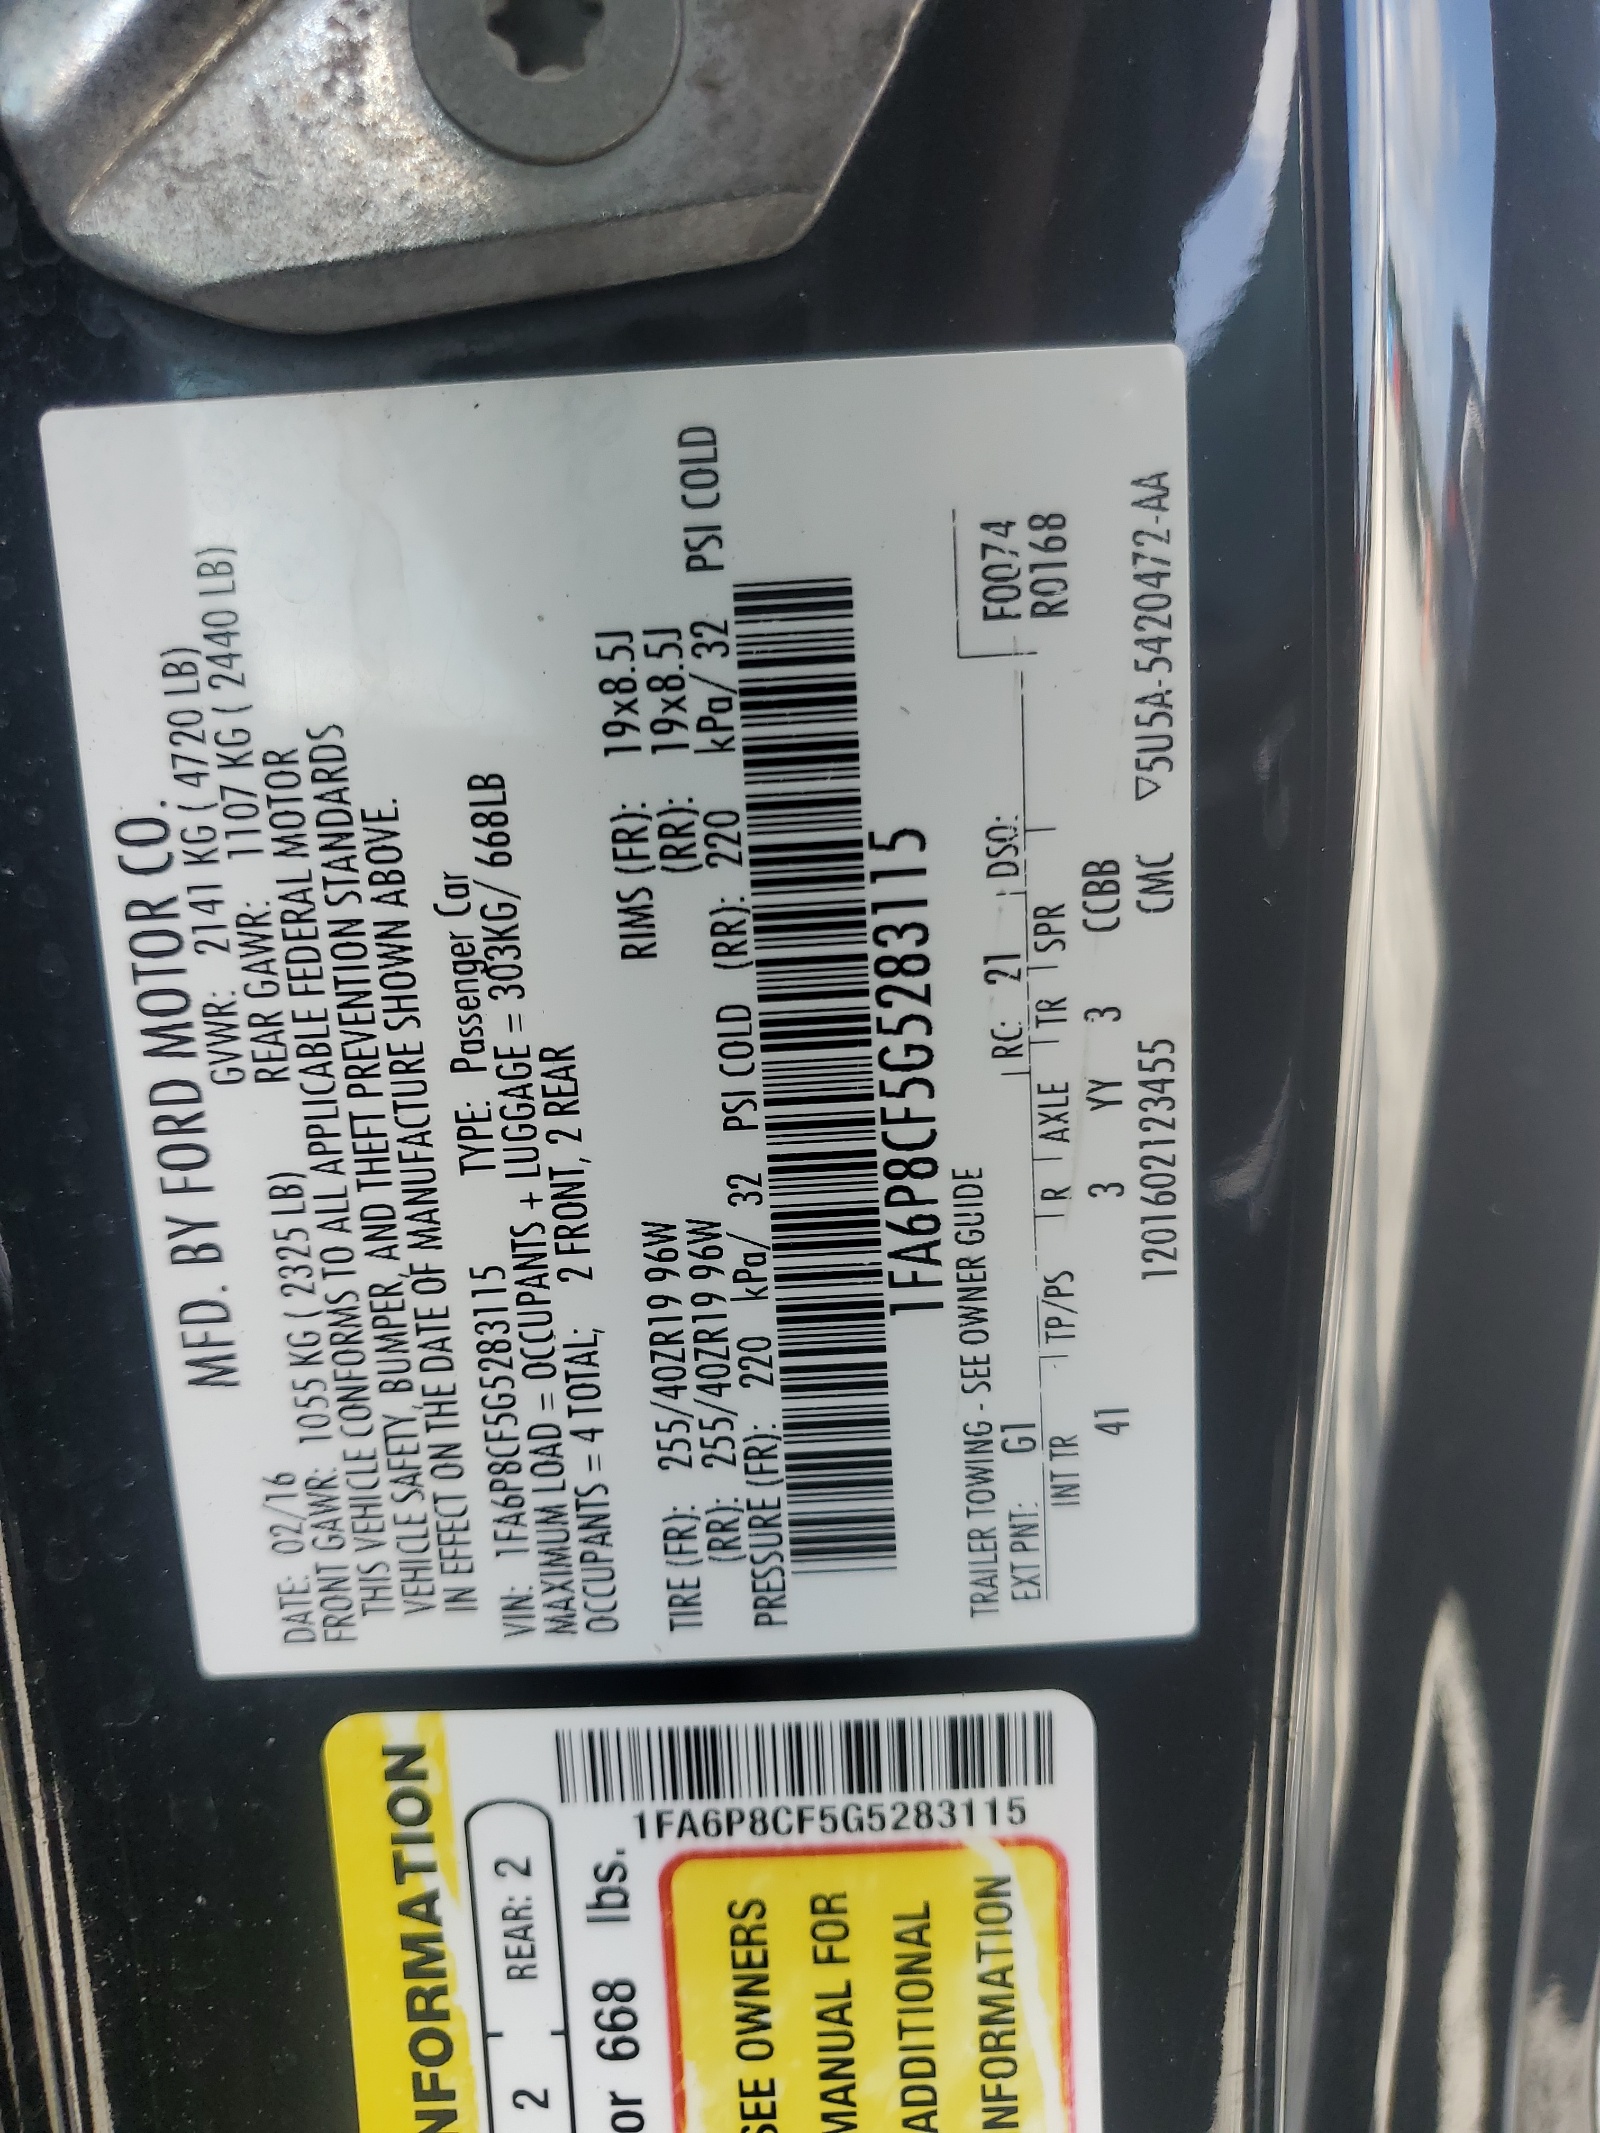 MFD. BY FORD MOTOR CO.
DATE: 02/16 GVWR: 2141 KG ( 4720 LB)
FRONT GAWR: 1055 KG ( 2325 LB) REAR GAWR: 1107 KG ( 2440 LB)
THIS VEHICLE CONFORMS TO ALL APPLICABLE FEDERAL MOTOR
VEHICLE SAFETY, BUMPER, AND THEFT PREVENTION STANDARDS
IN EFFECT ON THE DATE OF MANUFACTURE SHOWN ABOVE.
VIN: 1FA6P8CF5G5283115 TYPE: Passenger Car
MAXIMUM LOAD = OCCUPANTS + LUGGAGE = 303KG/ 668LB
OCCUPANTS = 4 TOTAL; 2 FRONT, 2 REAR
TIRE (FR): 255/40ZR19 96W RIMS (FR): 19x8.5J
(RR): 255/40ZR19 96W (RR): 19x8.5J
PRESSURE (FR): 220 kPa/ 32 PSI COLD (RR): 220 kPa/ 32 PSI COLD
1FA6P8CF5G5283115
TRAILER TOWING - SEE OWNER GUIDE
EXT PNT: G1 RC: 21 DSO: F0074
R0168
INT TR TP/PS R AXLE TR SPR
41 3 YY 3 CCBB
1201602123455 CMC ▽5U5A-5420472-AA
NFORMATION
2 REAR: 2
or 668 lbs.
1FA6P8CF5G5283115
SEE OWNERS
MANUAL FOR
ADDITIONAL
NFORMATION